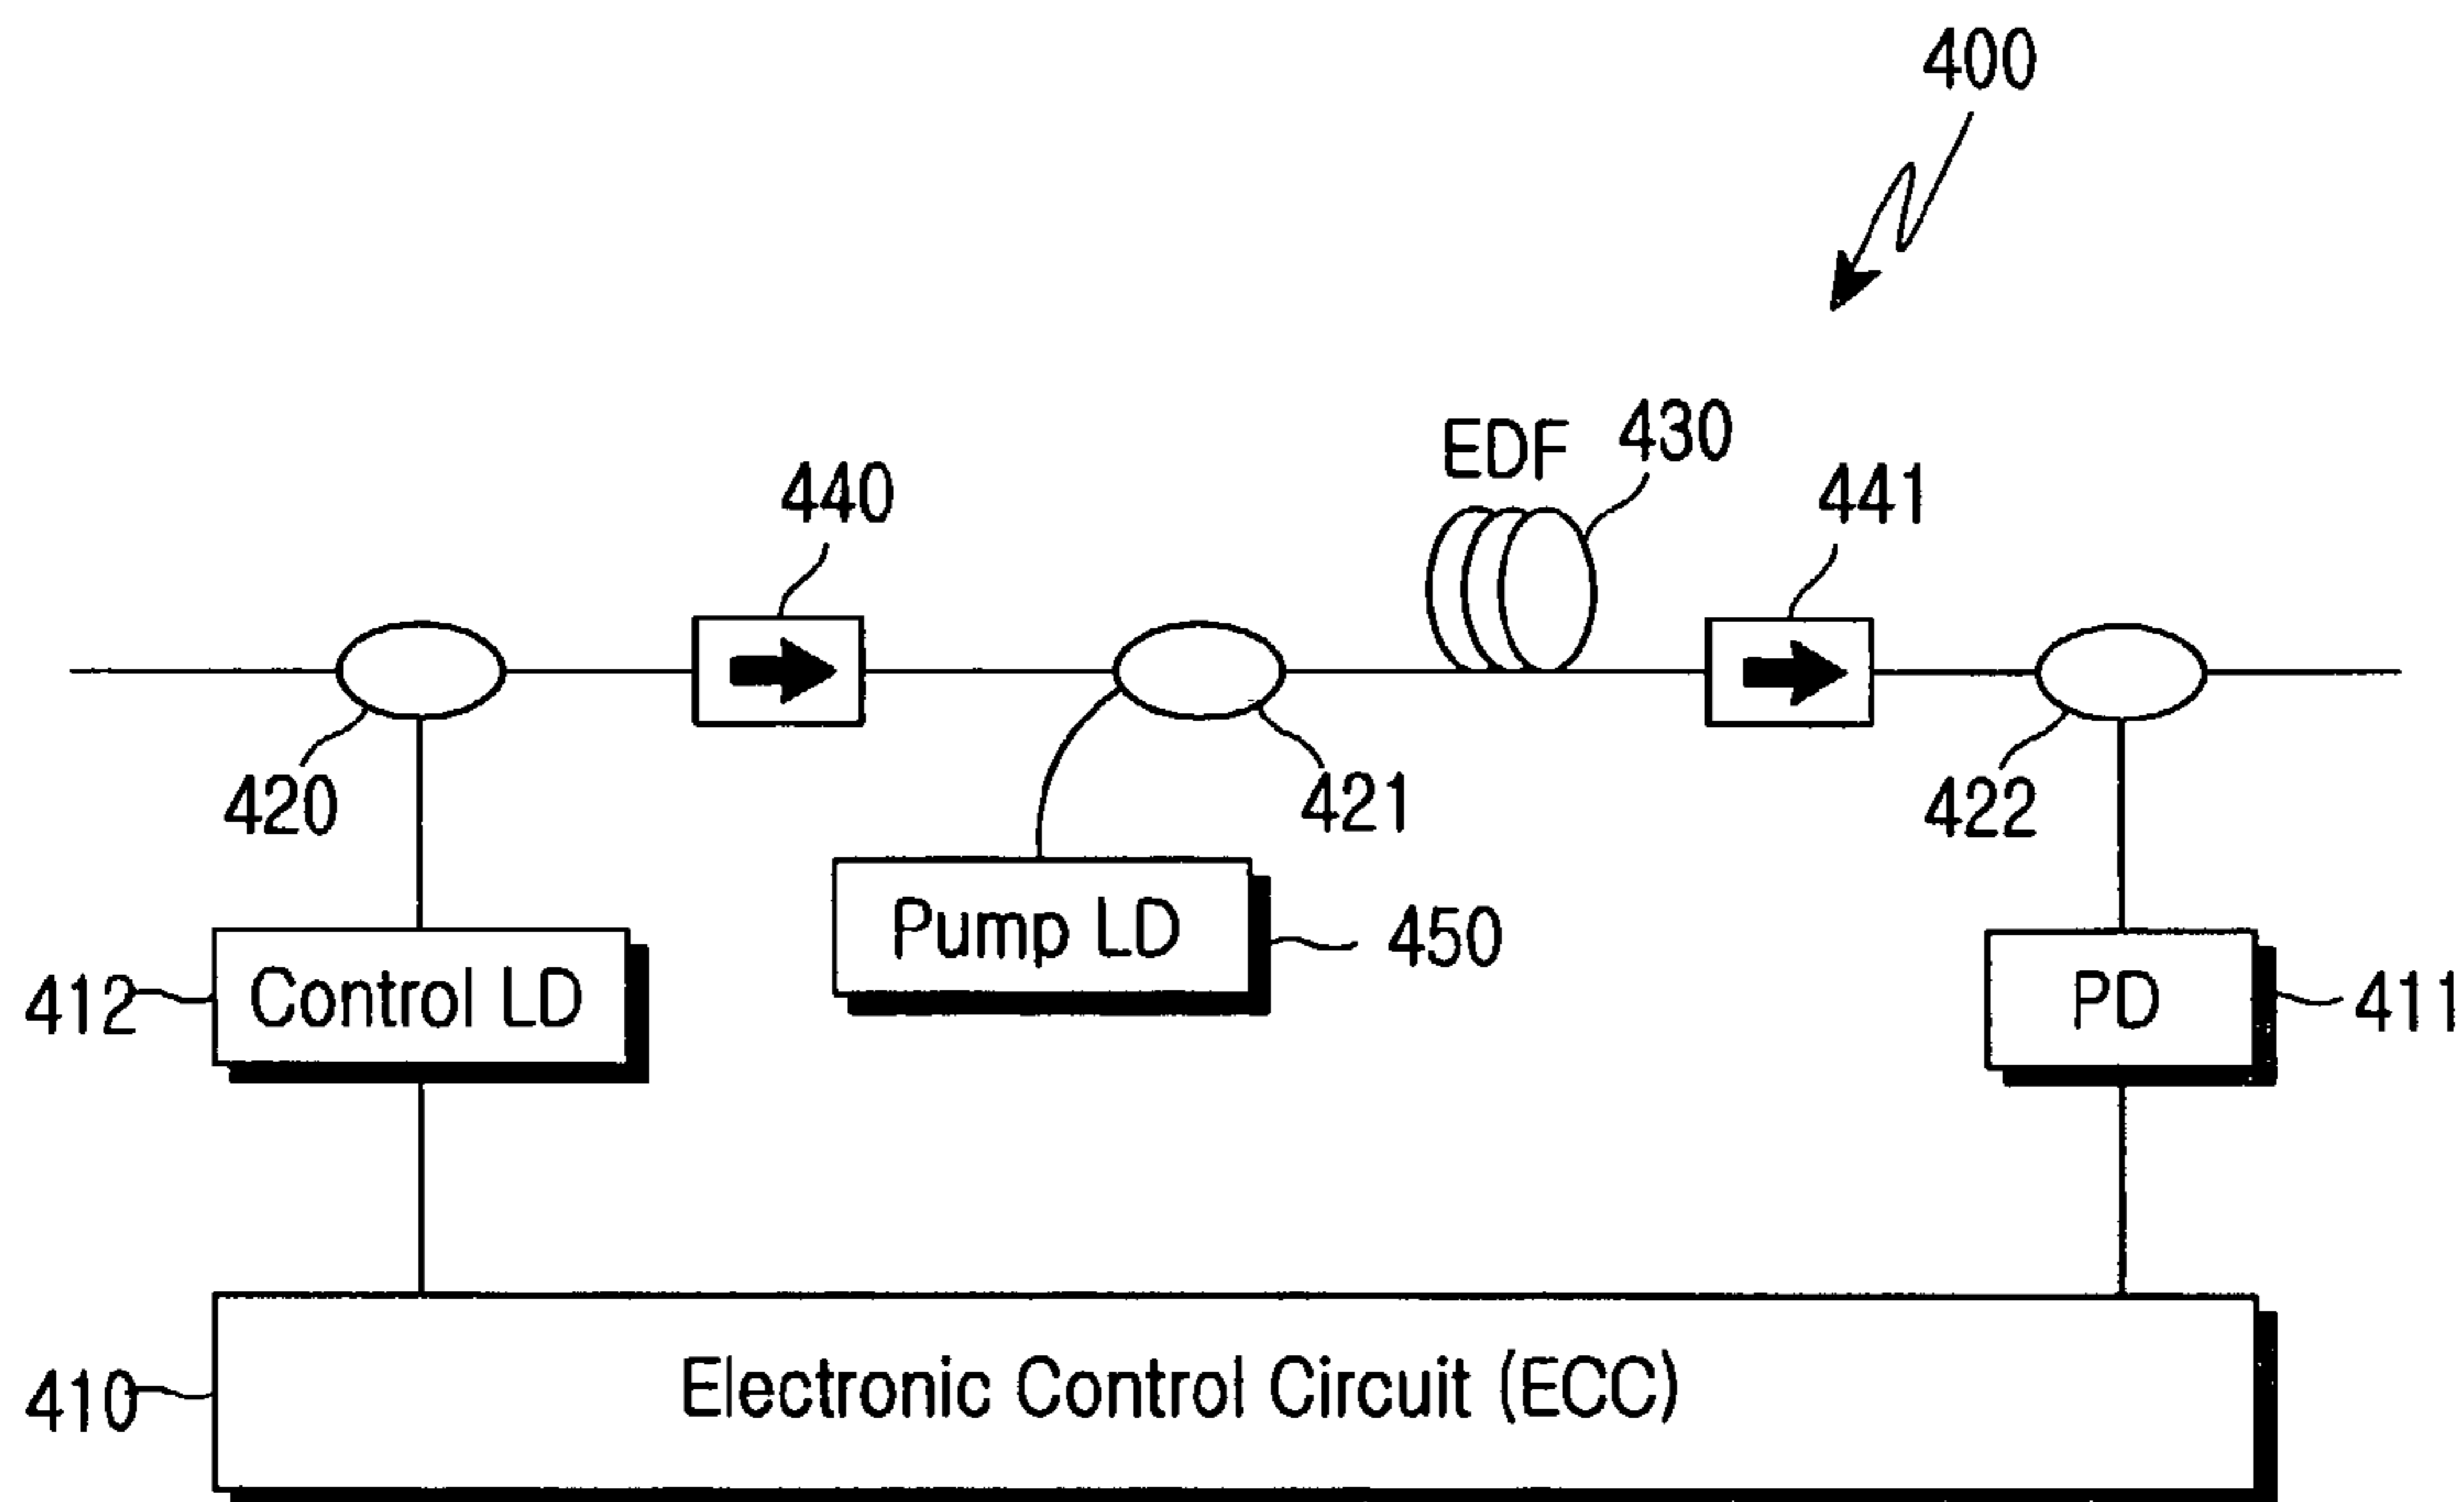 400
EDF 430
440
441
420
421
422
Pump LD
450
412
Control LD
PD
411
410
Electronic Control Circuit (ECC)